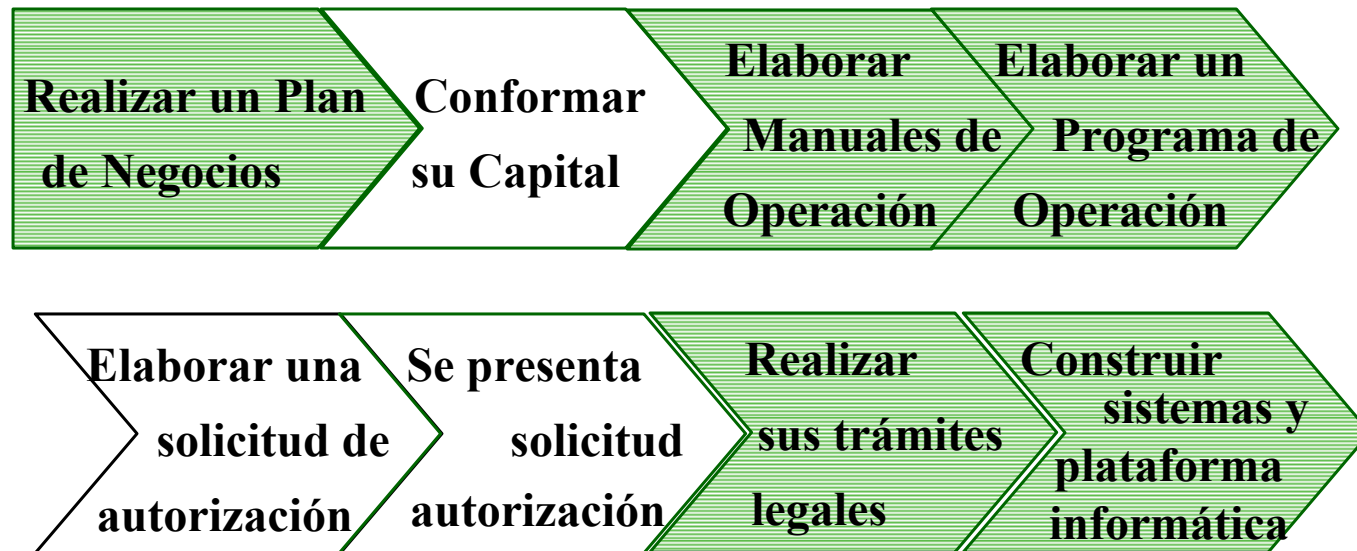 Realizar un Plan
de Negocios
Conformar
su Capital
Elaborar
Manuales de
Operación
Elaborar un
Programa de
Operación
Elaborar una
solicitud de
autorización
Se presenta
solicitud
autorización
Realizar
sus trámites
legales
Construir
sistemas y
plataforma
informática